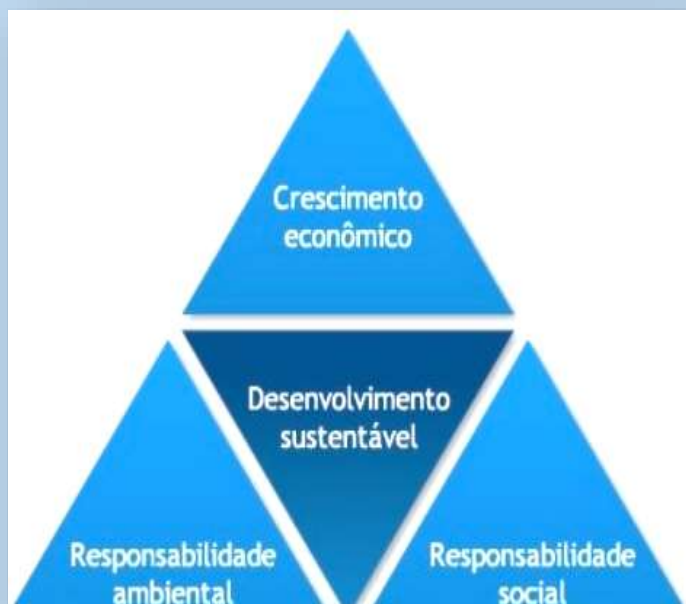 Crescimento
econômico
Desenvolvimento
sustentável
Responsabilidade
ambiental
Responsabilidade
social